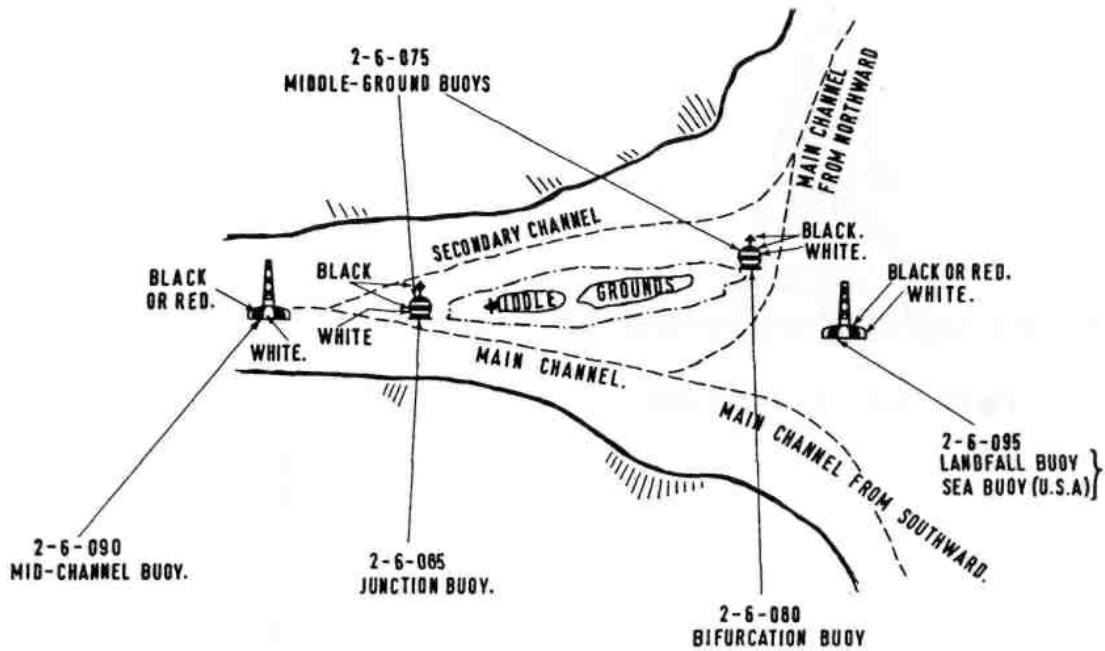 2-6-075
MIDDLE-GROUND BUOYS
MAIN CHANNEL
FROM NORTHWARD
SECONDARY CHANNEL
BLACK.
WHITE.
BLACK
OR RED.
WHITE.
BLACK
WHITE
IDDLE
GROUNDS
BLACK OR RED.
WHITE.
MAIN CHANNEL.
MAIN CHANNEL FROM SOUTHWARD.
2-6-095
LANDFALL BUOY
SEA BUOY (U.S.A)
2-6-090
MID-CHANNEL BUOY.
2-6-085
JUNCTION BUOY.
2-6-080
BIFURCATION BUOY